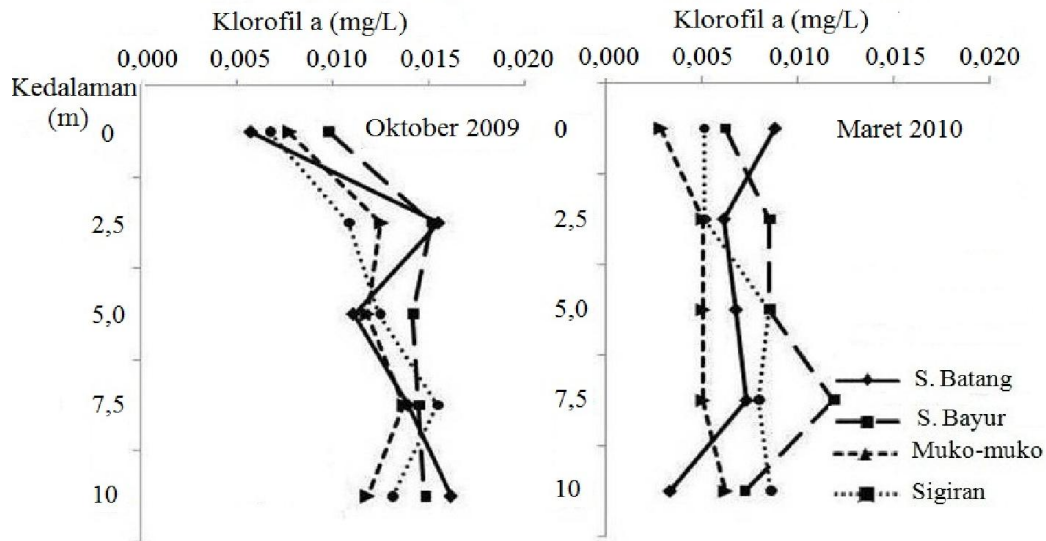 Klorofil a (mg/L)
0,000 0,005 0,010 0,015 0,020
Kedalaman
(m)
0
2,5
5,0
7,5
10
Oktober 2009
Klorofil a (mg/L)
0,000 0,005 0,010 0,015 0,020
0
2,5
5,0
7,5
10
Maret 2010
S. Batang
S. Bayur
Muko-muko
Sigiran